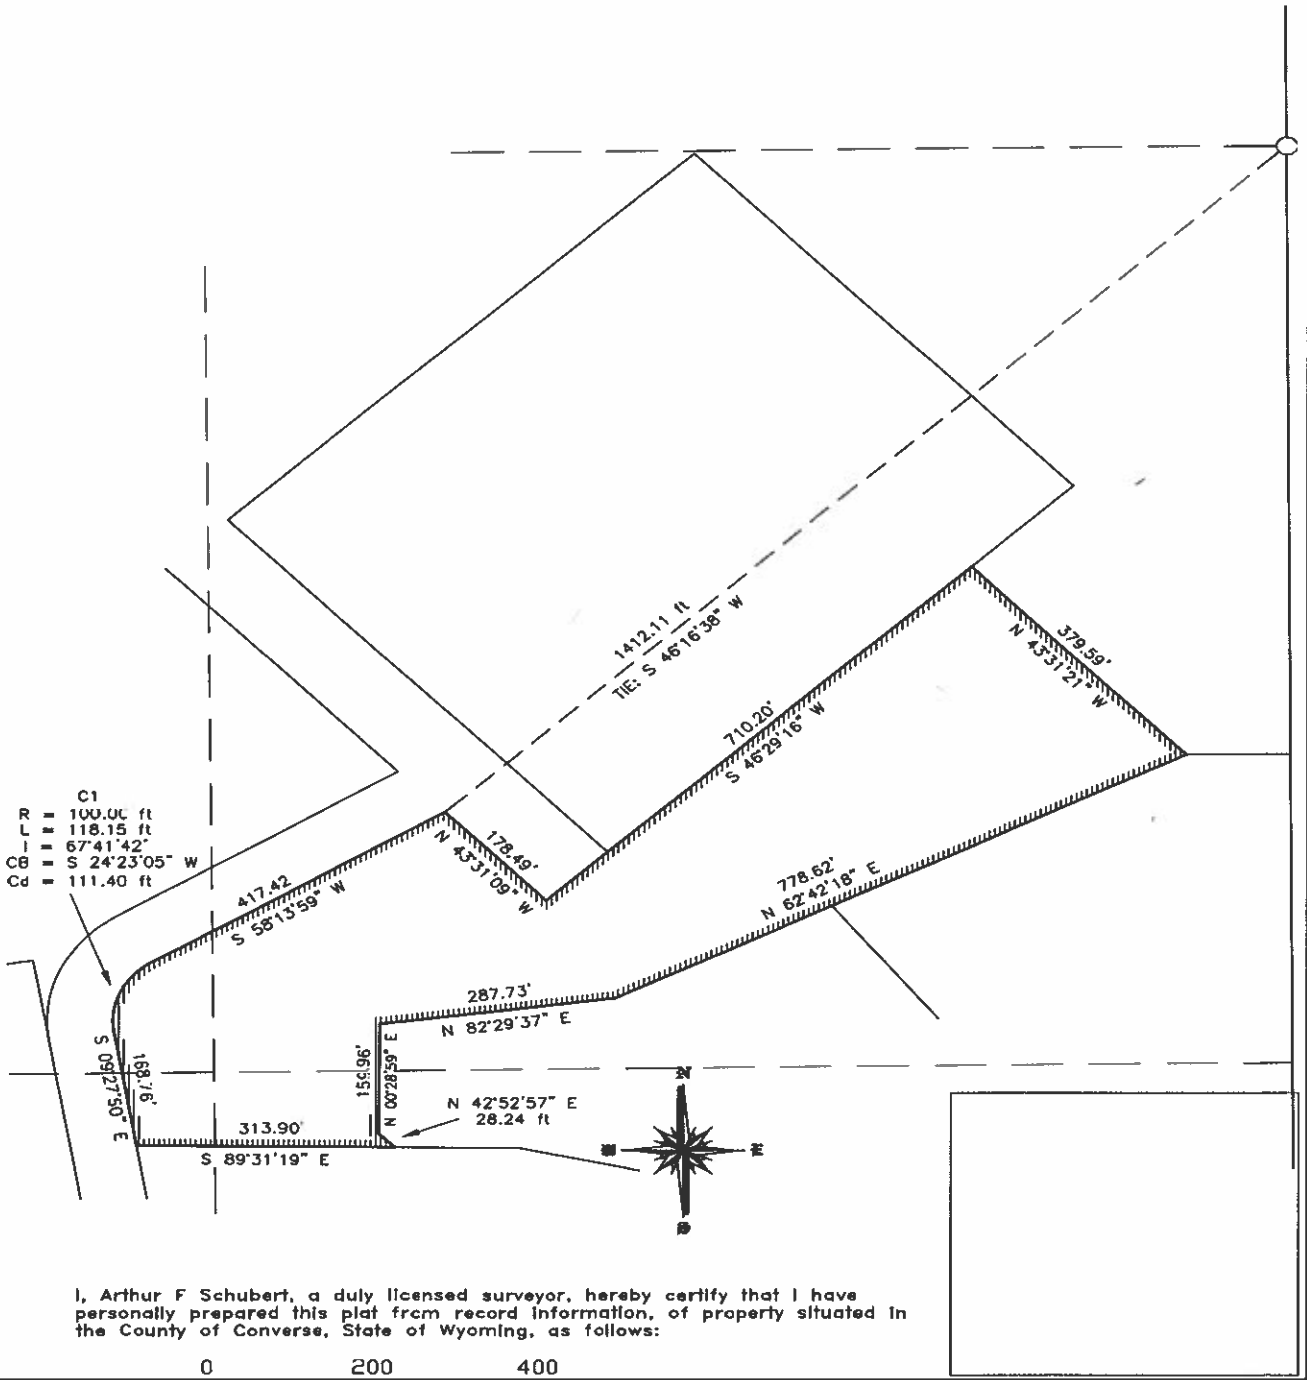 1412.11 ft
TIE: S 46°16'38" W
379.59'
N 43°31'21" W
710.20'
S 46°29'16" W
C1
R = 100.00 ft
L = 118.15 ft
I = 67°41'42"
CB = S 24°23'05" W
Cd = 111.40 ft
178.49'
N 43°31'09" W
417.42
S 58°13'59" W
778.62'
N 62°42'18" E
287.73'
N 82°29'37" E
S 09°27'50" E
168.76'
159.96'
N 00°28'59" E
N 42°52'57" E
28.24 ft
313.90'
S 89°31'19" E
I, Arthur F Schubert, a duly licensed surveyor, hereby certify that I have
personally prepared this plat from record information, of property situated in
the County of Converse, State of Wyoming, as follows:
0 200 400